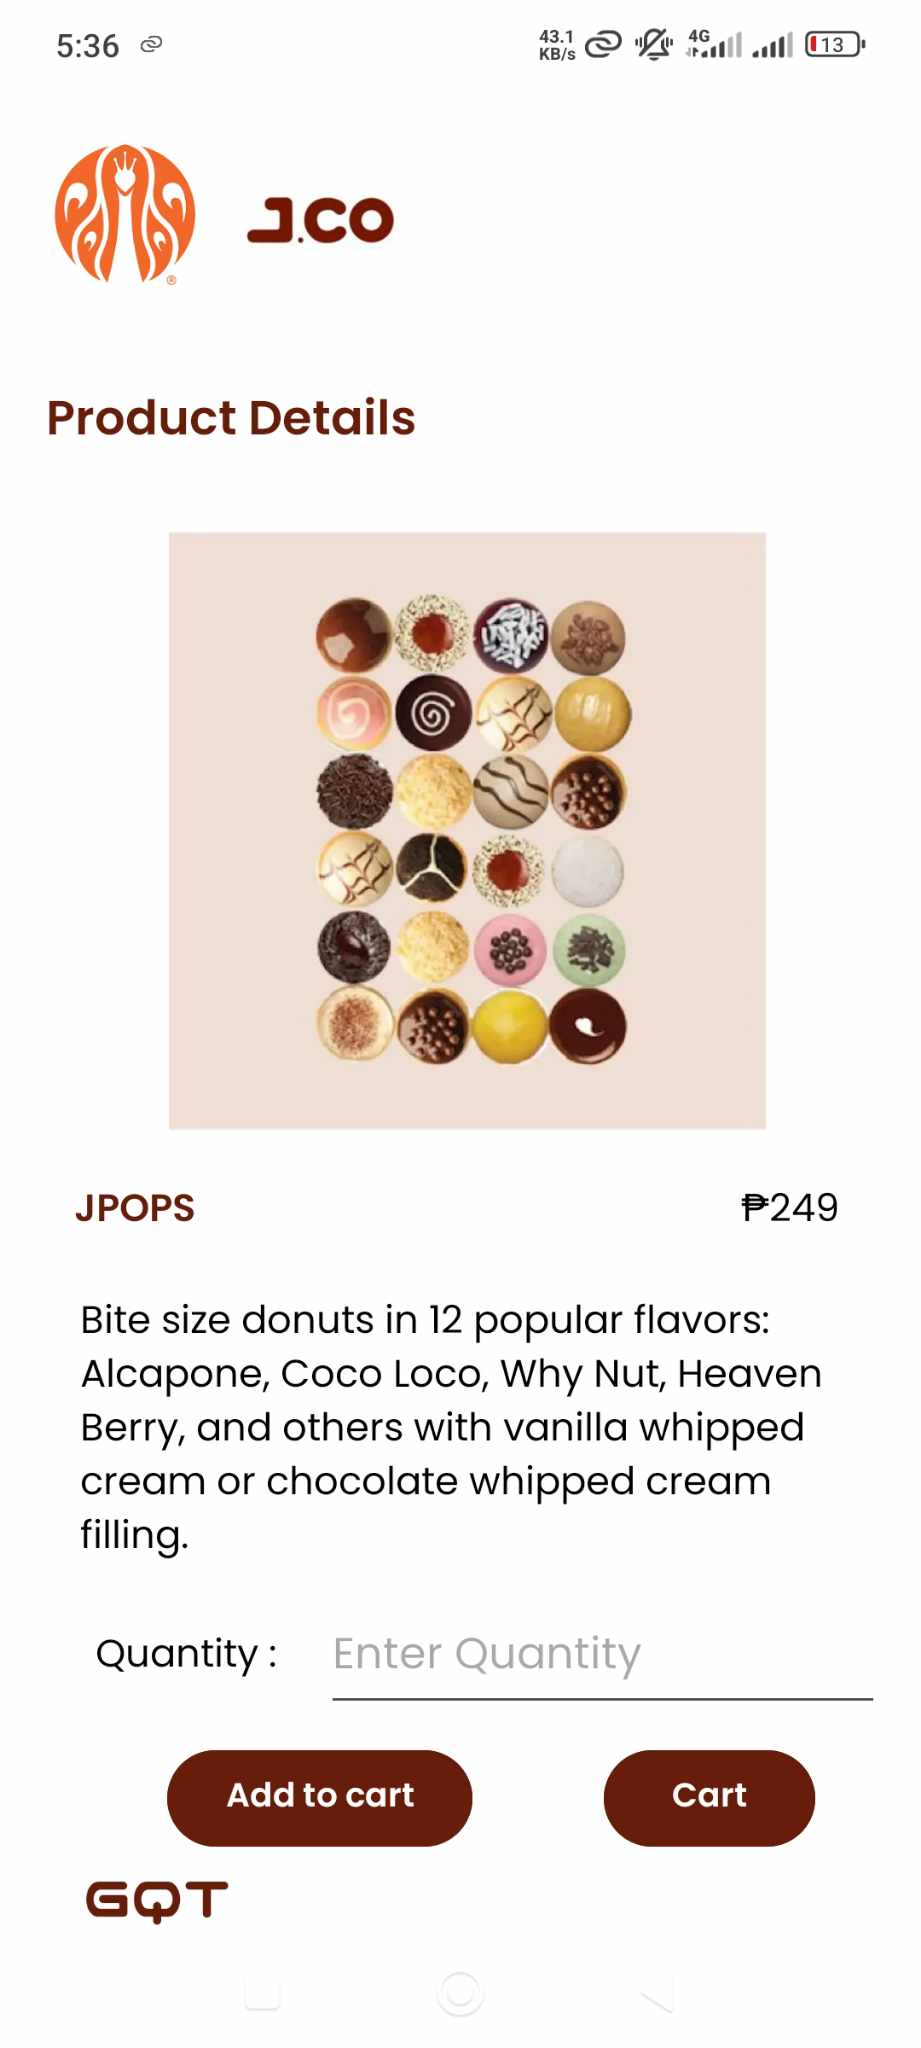 5:36
43.1
KB/s
4G
13
J.CO
®
Product Details
JPOPS
₱249
Bite size donuts in 12 popular flavors:
Alcapone, Coco Loco, Why Nut, Heaven
Berry, and others with vanilla whipped
cream or chocolate whipped cream
filling.
Quantity :
Enter Quantity
Add to cart
Cart
GQT